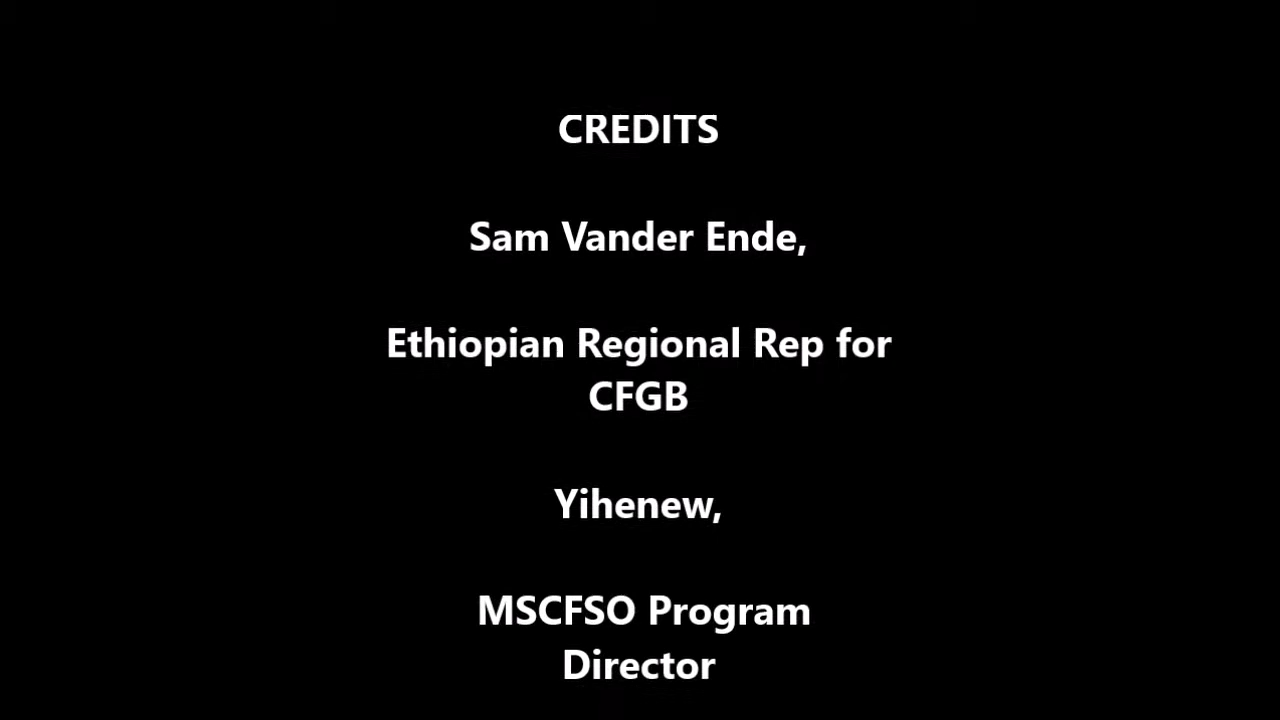 CREDITS
Sam Vander Ende,
Ethiopian Regional Rep for
CFGB
Yihenew,
MSCFSO Program
Director